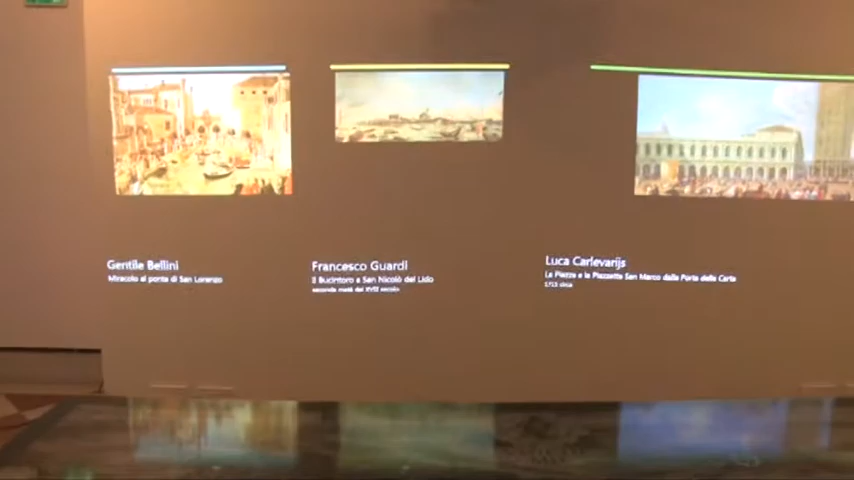 Gentile Bellini
Miracolo al ponte di San Lorenzo
Francesco Guardi
Il Bucintoro a San Nicolò del Lido
seconda metà del XVIII secolo
Luca Carlevarijs
La Piazza e la Piazzetta San Marco dalla Porta della Carta
1713 circa